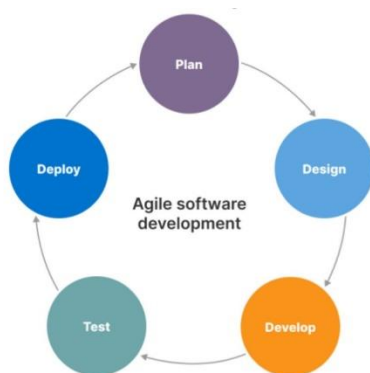 Plan
Deploy
Design
Agile software
development
Test
Develop